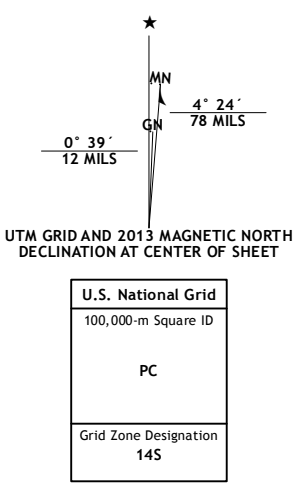 ★
MN
4° 24´
78 MILS
GN
0° 39´
12 MILS
UTM GRID AND 2013 MAGNETIC NORTH
DECLINATION AT CENTER OF SHEET
U.S. National Grid
100,000-m Square ID
PC
Grid Zone Designation
14S